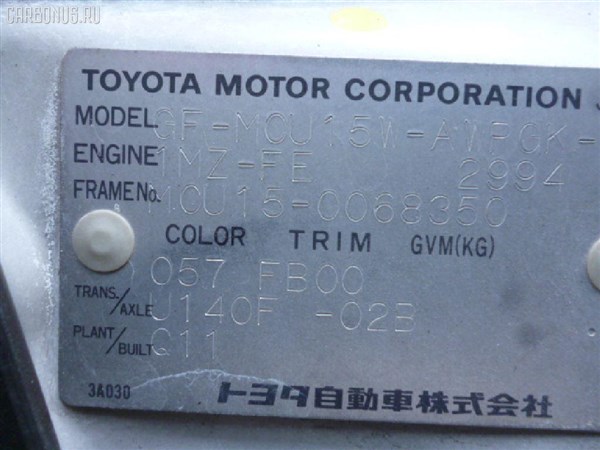 CARBONUS.RU
TOYOTA MOTOR CORPORATION J
MODEL GF-MCU15W-AWPGK-
ENGINE 1MZ-FE 2994
FRAME No. MCU15-0068350
COLOR TRIM GVM(KG)
057 FB00
TRANS./AXLE U140F -02B
PLANT/BUILT Q11
3A030 トヨタ自動車株式会社